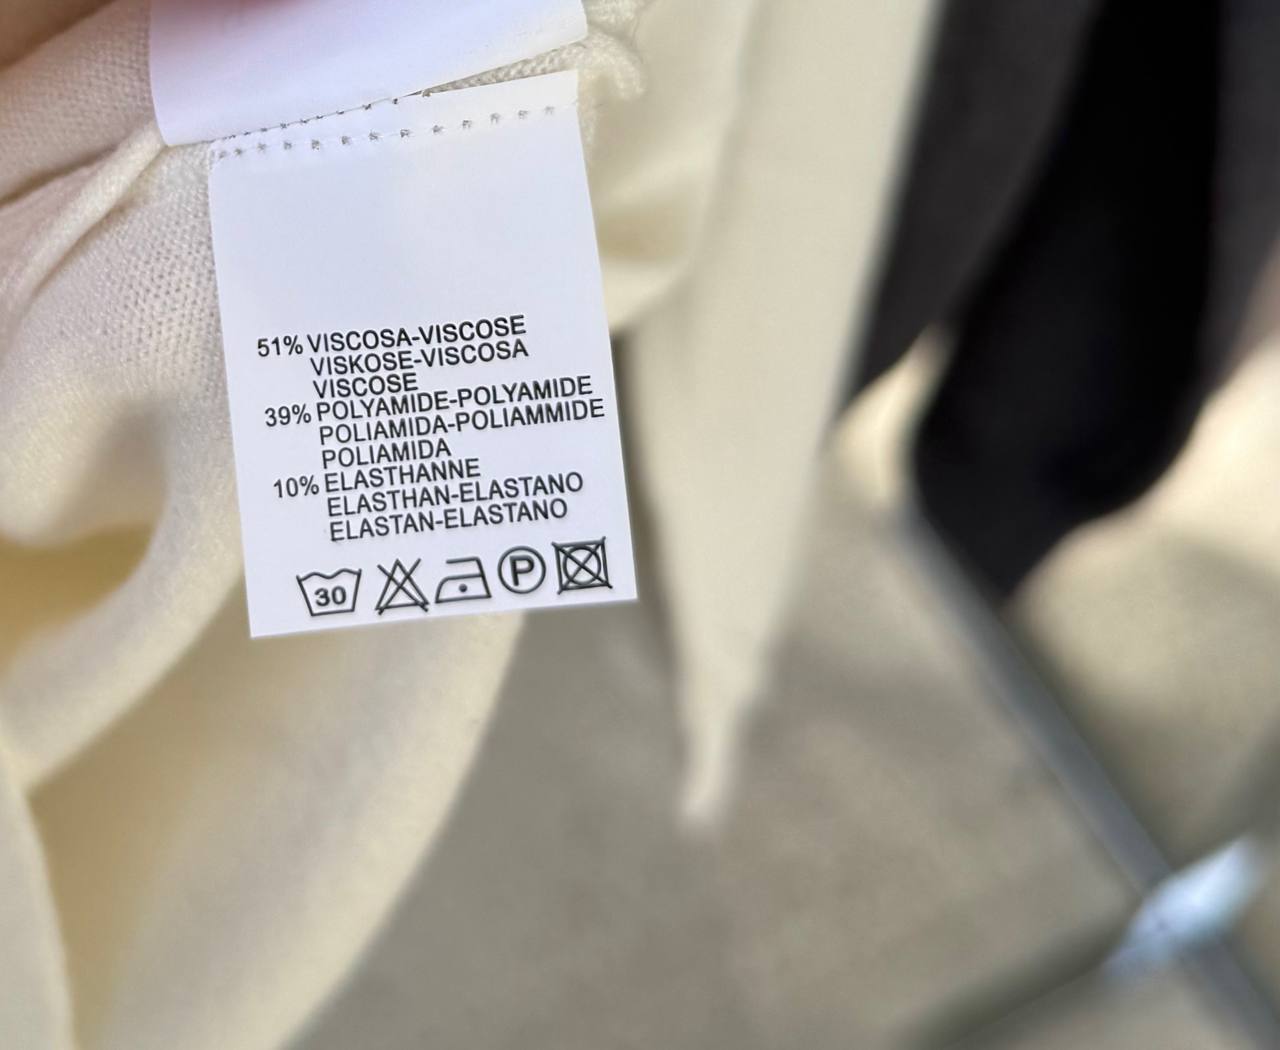 51% VISCOSA-VISCOSE
VISKOSE-VISCOSA
VISCOSE
39% POLYAMIDE-POLYAMIDE
POLIAMIDA-POLIAMMIDE
POLIAMIDA
10% ELASTHANNE
ELASTHAN-ELASTANO
ELASTAN-ELASTANO
30 P